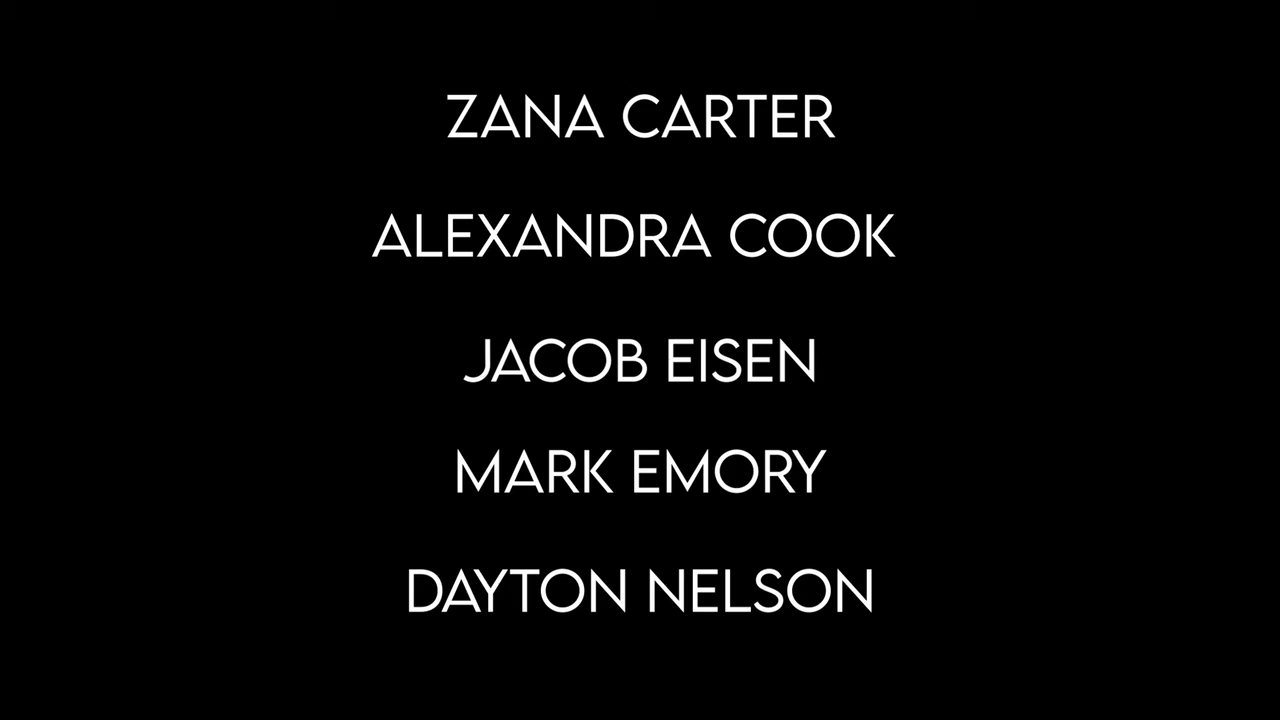 ZANA CARTER
ALEXANDRA COOK
JACOB EISEN
MARK EMORY
DAYTON NELSON